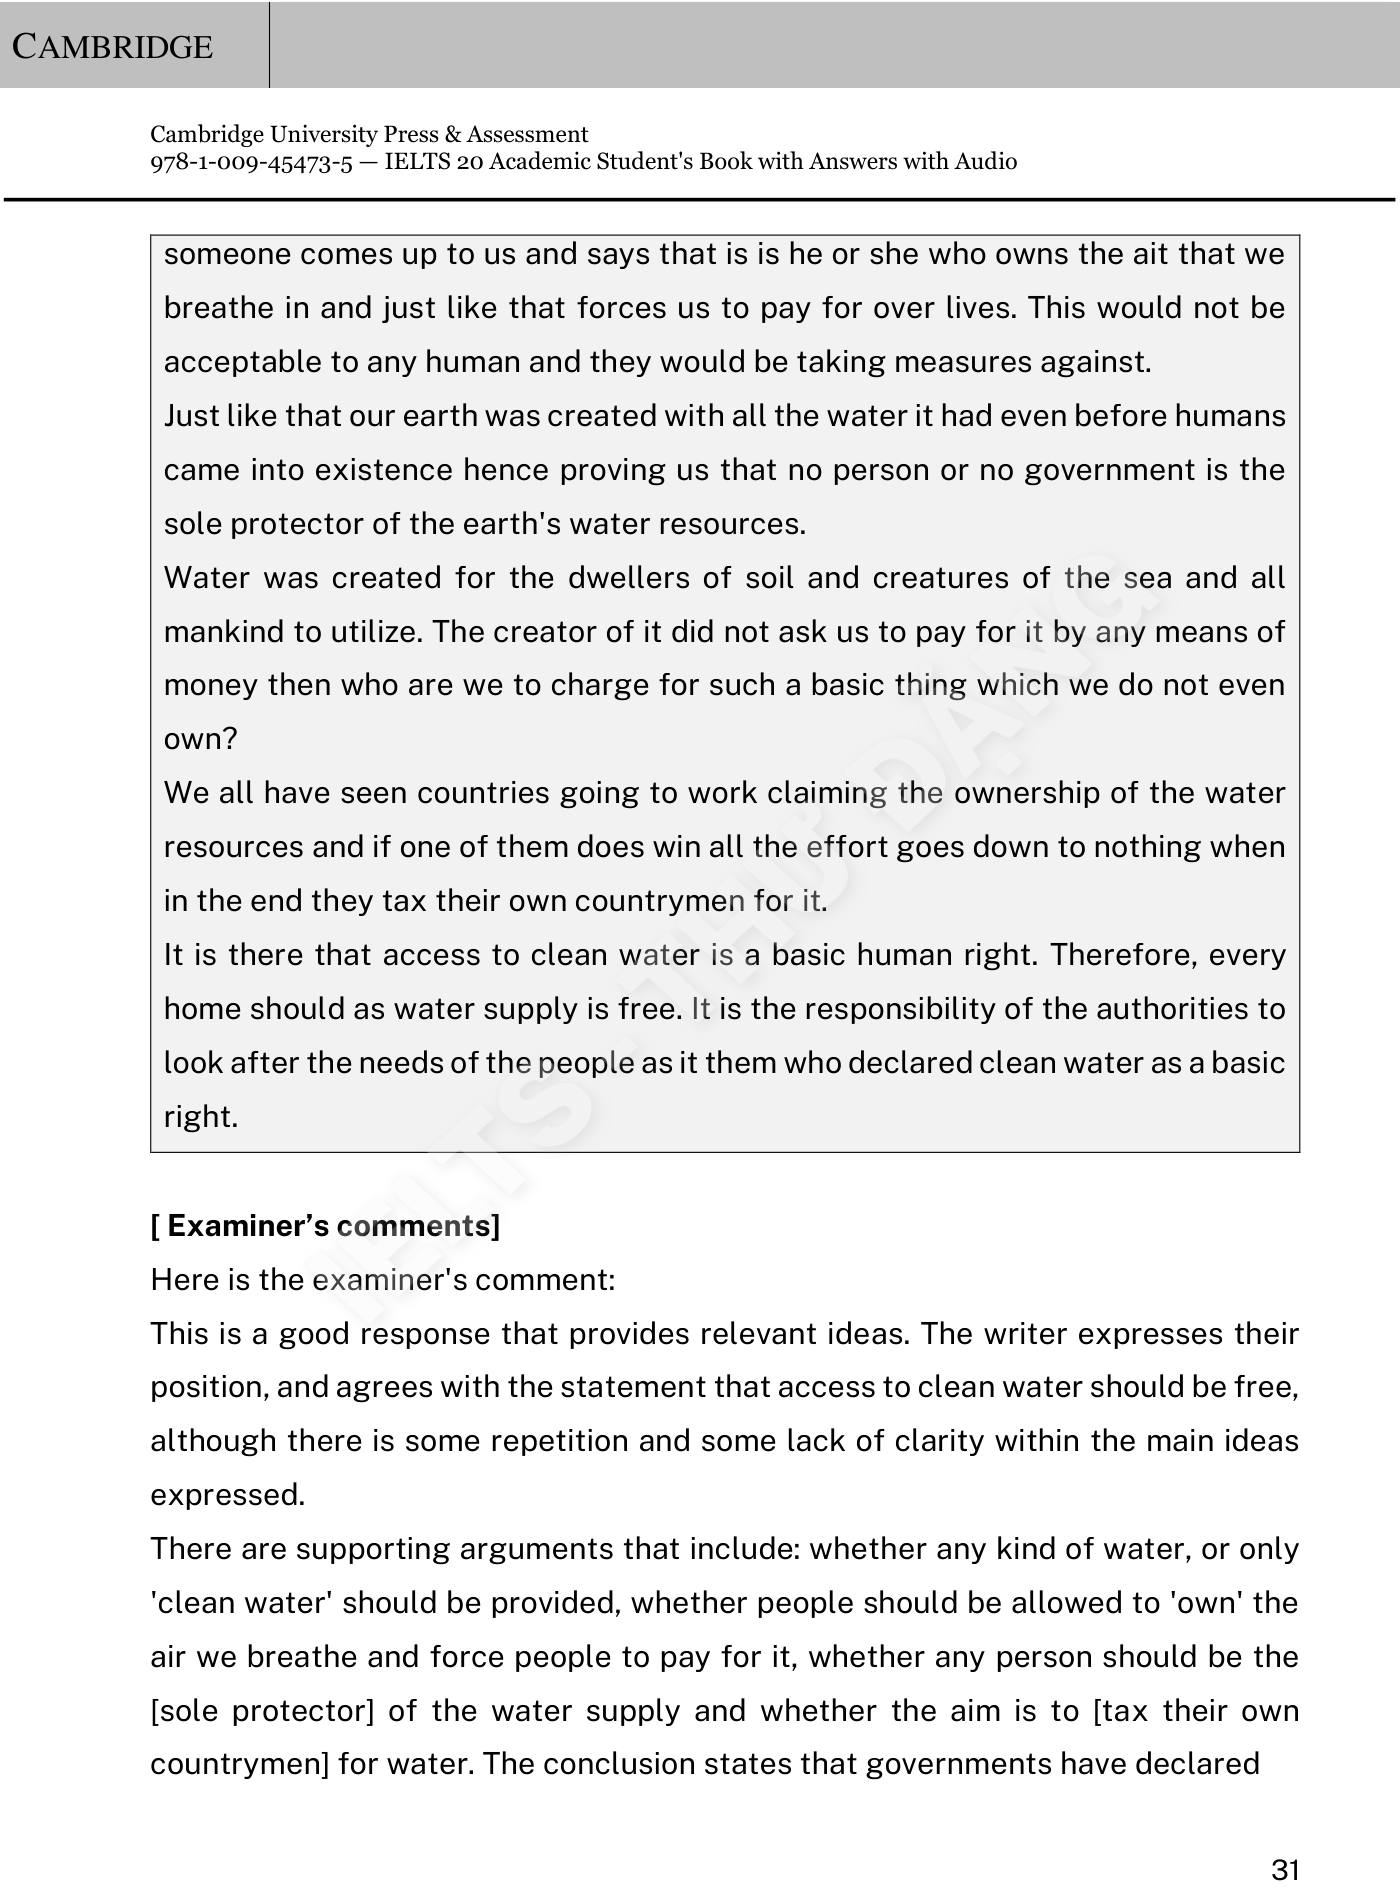 CAMBRIDGE
Cambridge University Press & Assessment
978-1-009-45473-5 — IELTS 20 Academic Student's Book with Answers with Audio
someone comes up to us and says that is is he or she who owns the ait that we
breathe in and just like that forces us to pay for over lives. This would not be
acceptable to any human and they would be taking measures against.
Just like that our earth was created with all the water it had even before humans
came into existence hence proving us that no person or no government is the
sole protector of the earth's water resources.
Water was created for the dwellers of soil and creatures of the sea and all
mankind to utilize. The creator of it did not ask us to pay for it by any means of
money then who are we to charge for such a basic thing which we do not even
own?
We all have seen countries going to work claiming the ownership of the water
resources and if one of them does win all the effort goes down to nothing when
in the end they tax their own countrymen for it.
It is there that access to clean water is a basic human right. Therefore, every
home should as water supply is free. It is the responsibility of the authorities to
look after the needs of the people as it them who declared clean water as a basic
right.
IELTS - THƯ ĐẶNG
[ Examiner’s comments]
Here is the examiner's comment:
This is a good response that provides relevant ideas. The writer expresses their
position, and agrees with the statement that access to clean water should be free,
although there is some repetition and some lack of clarity within the main ideas
expressed.
There are supporting arguments that include: whether any kind of water, or only
'clean water' should be provided, whether people should be allowed to 'own' the
air we breathe and force people to pay for it, whether any person should be the
[sole protector] of the water supply and whether the aim is to [tax their own
countrymen] for water. The conclusion states that governments have declared
31